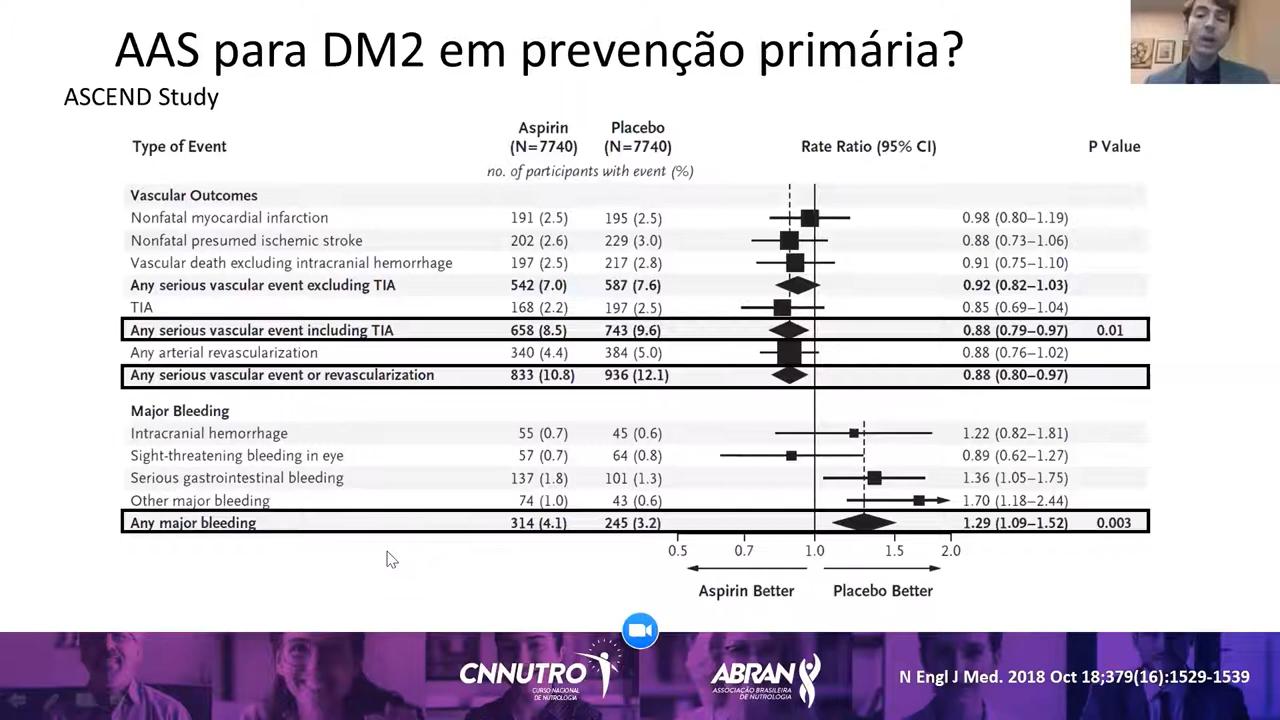 AAS para DM2 em prevenção primária?
ASCEND Study
Type of Event Aspirin (N=7740) Placebo (N=7740) Rate Ratio (95% CI) P Value
no. of participants with event (%)
Vascular Outcomes
Nonfatal myocardial infarction 191 (2.5) 195 (2.5) 0.98 (0.80–1.19)
Nonfatal presumed ischemic stroke 202 (2.6) 229 (3.0) 0.88 (0.73–1.06)
Vascular death excluding intracranial hemorrhage 197 (2.5) 217 (2.8) 0.91 (0.75–1.10)
Any serious vascular event excluding TIA 542 (7.0) 587 (7.6) 0.92 (0.82–1.03)
TIA 168 (2.2) 197 (2.5) 0.85 (0.69–1.04)
Any serious vascular event including TIA 658 (8.5) 743 (9.6) 0.88 (0.79–0.97) 0.01
Any arterial revascularization 340 (4.4) 384 (5.0) 0.88 (0.76–1.02)
Any serious vascular event or revascularization 833 (10.8) 936 (12.1) 0.88 (0.80–0.97)
Major Bleeding
Intracranial hemorrhage 55 (0.7) 45 (0.6) 1.22 (0.82–1.81)
Sight-threatening bleeding in eye 57 (0.7) 64 (0.8) 0.89 (0.62–1.27)
Serious gastrointestinal bleeding 137 (1.8) 101 (1.3) 1.36 (1.05–1.75)
Other major bleeding 74 (1.0) 43 (0.6) 1.70 (1.18–2.44)
Any major bleeding 314 (4.1) 245 (3.2) 1.29 (1.09–1.52) 0.003
0.5 0.7 1.0 1.5 2.0
Aspirin Better Placebo Better
CNNUTRO
CURSO NACIONAL
DE NUTROLOGIA
ABRAN
ASSOCIAÇÃO BRASILEIRA
DE NUTROLOGIA
N Engl J Med. 2018 Oct 18;379(16):1529-1539